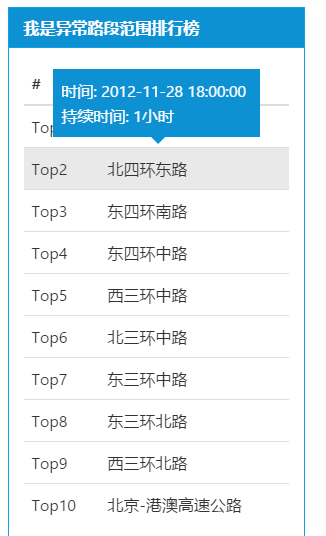 我是异常路段范围排行榜
#
时间: 2012-11-28 18:00:00
持续时间: 1小时
Top2 北四环东路
Top3 东四环南路
Top4 东四环中路
Top5 西三环中路
Top6 北三环中路
Top7 东三环中路
Top8 东三环北路
Top9 西三环北路
Top10 北京-港澳高速公路